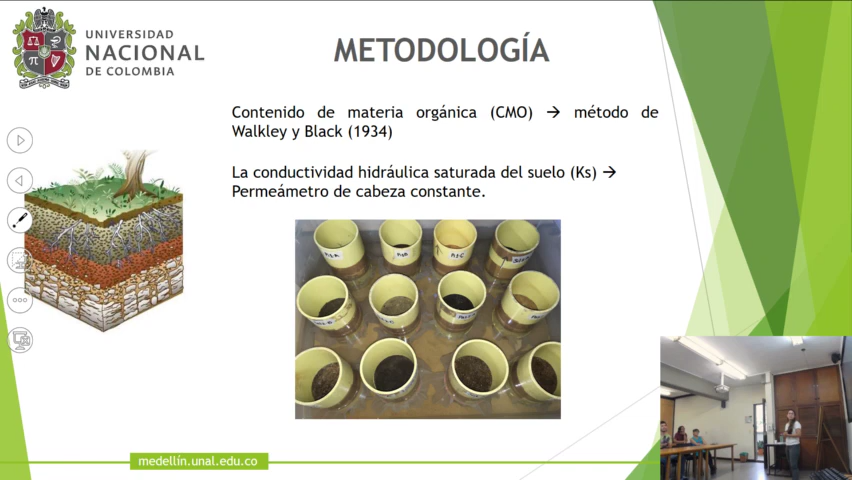 UNIVERSIDAD
NACIONAL
DE COLOMBIA
METODOLOGÍA
Contenido de materia orgánica (CMO) → método de
Walkley y Black (1934)
La conductividad hidráulica saturada del suelo (Ks) →
Permeámetro de cabeza constante.
medellín.unal.edu.co